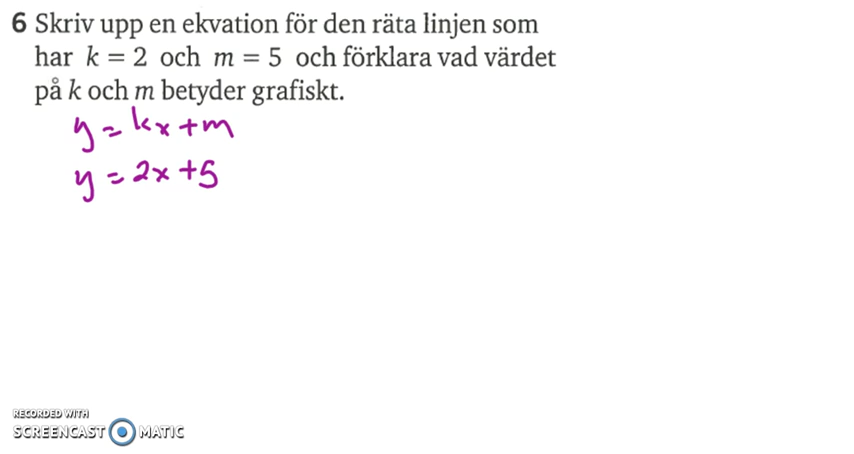 6 Skriv upp en ekvation för den räta linjen som
har k = 2 och m = 5 och förklara vad värdet
på k och m betyder grafiskt.
y = kx + m
y = 2x + 5
RECORDED WITH
SCREENCAST MATIC